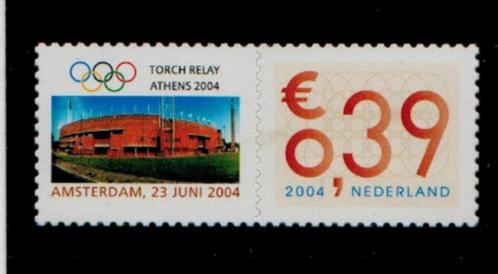 TORCH RELAY
ATHENS 2004
AMSTERDAM, 23 JUNI 2004
€
0,39
2004 NEDERLAND